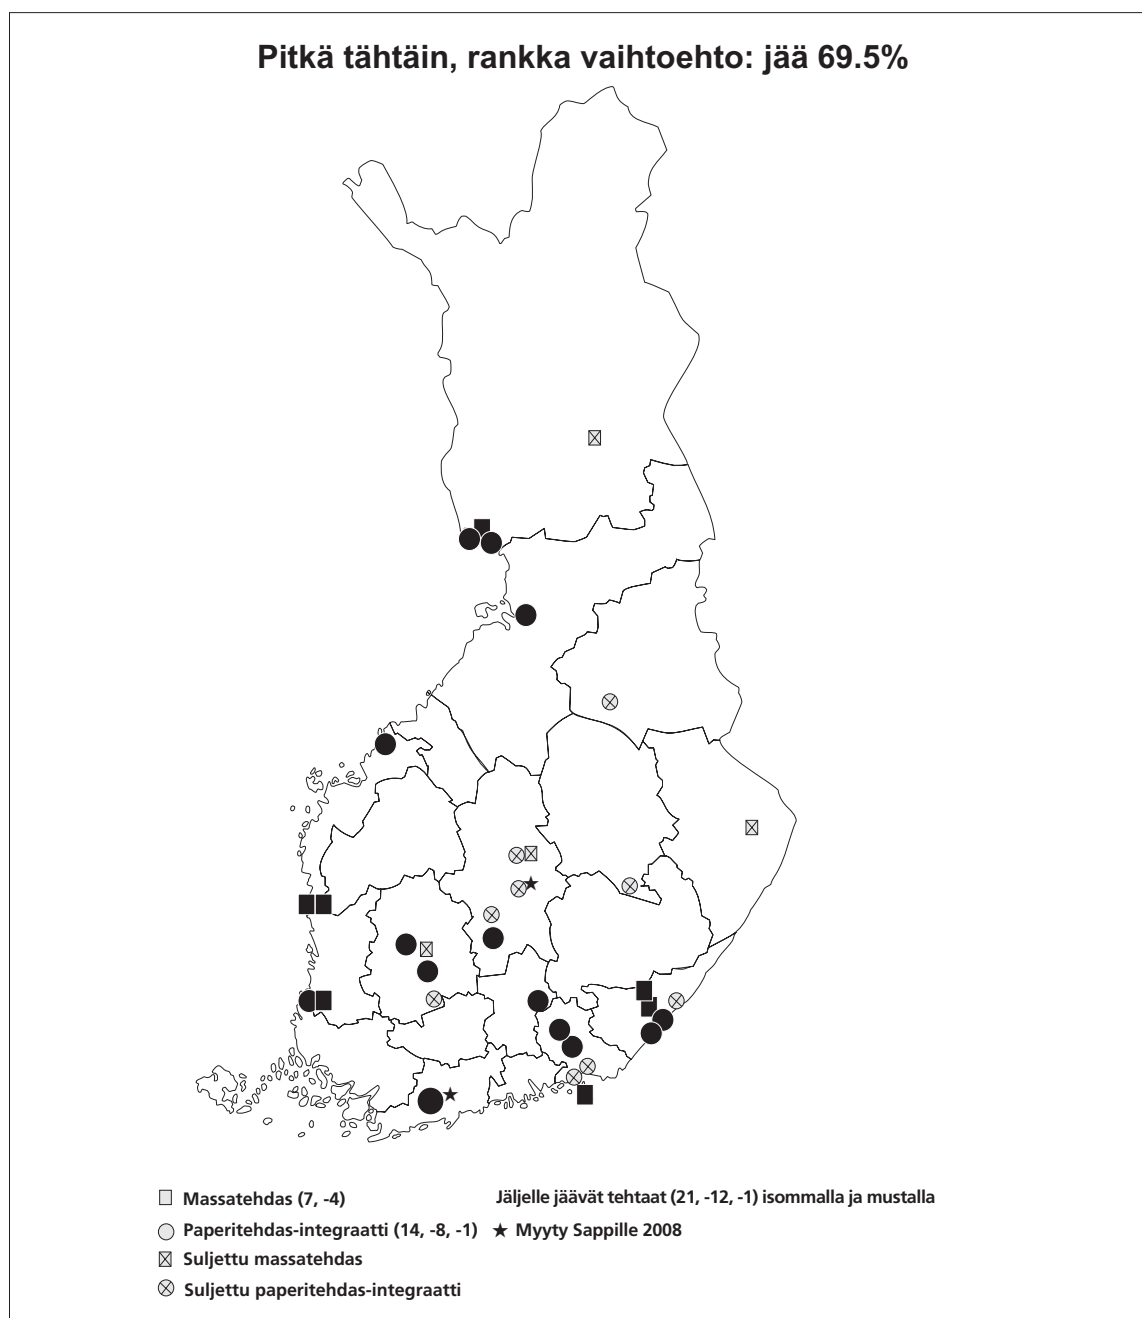 Pitkä tähtäin, rankka vaihtoehto: jää 69.5%
Massatehdas (7, -4)
Jäljelle jäävät tehtaat (21, -12, -1) isommalla ja mustalla
Paperitehdas-integraatti (14, -8, -1)
★ Myyty Sappille 2008
Suljettu massatehdas
Suljettu paperitehdas-integraatti